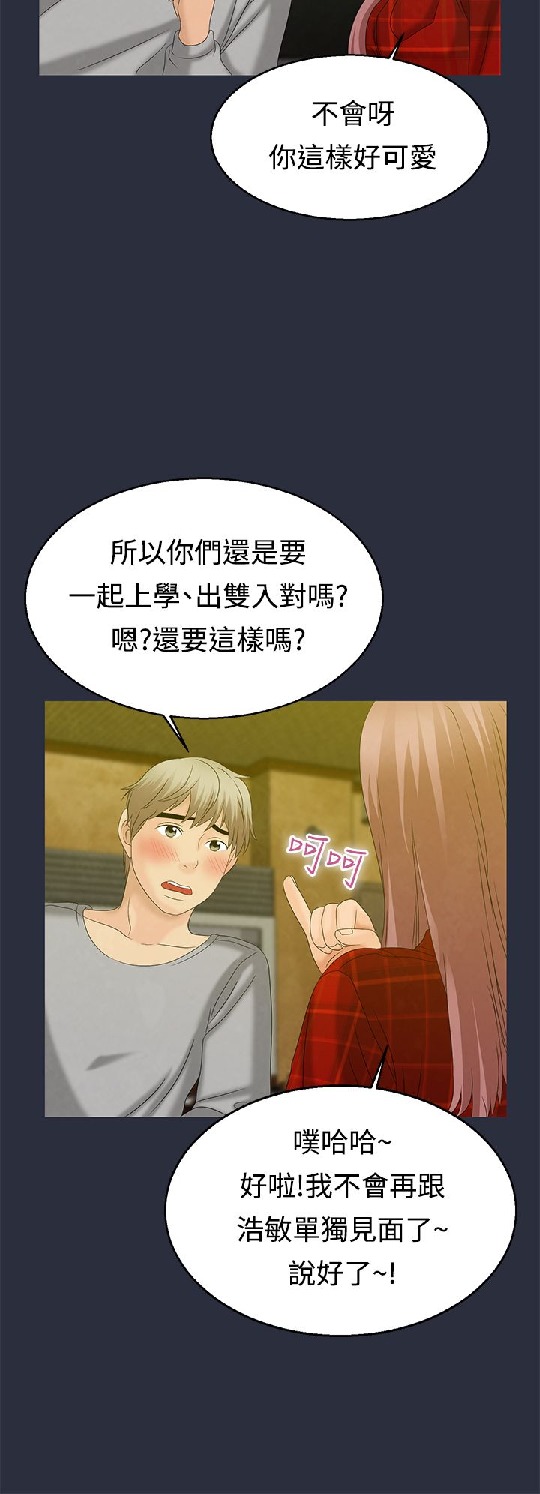 不會呀
你這樣好可愛
所以你們還是要
一起上學、出雙入對嗎?
嗯?還要這樣嗎?
呵呵
噗哈哈~
好啦!我不會再跟
浩敏單獨見面了~
說好了~!